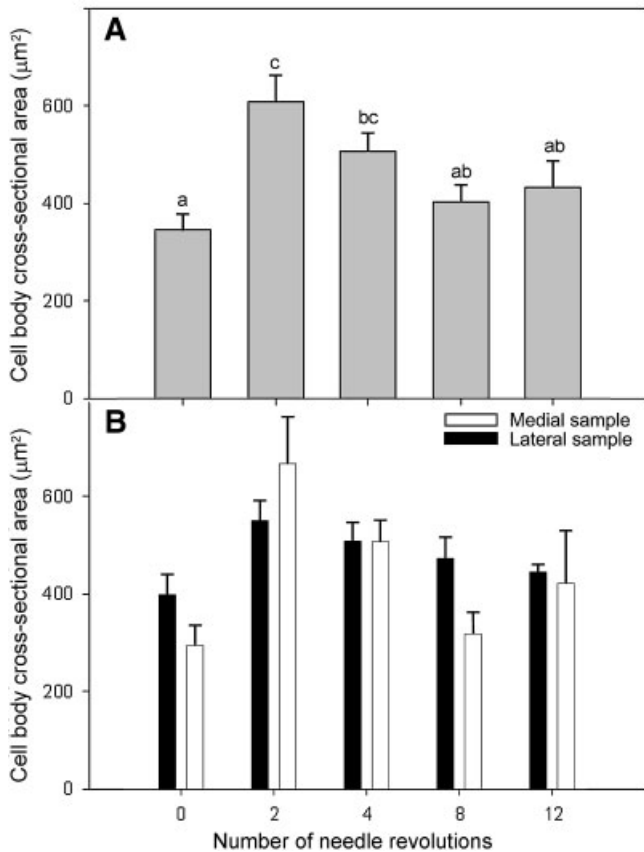 A
Cell body cross-sectional area (µm²)
600
400
200
0
a
c
bc
ab
ab
B
Medial sample
Lateral sample
Cell body cross-sectional area (µm²)
600
400
200
0
0 2 4 8 12
Number of needle revolutions